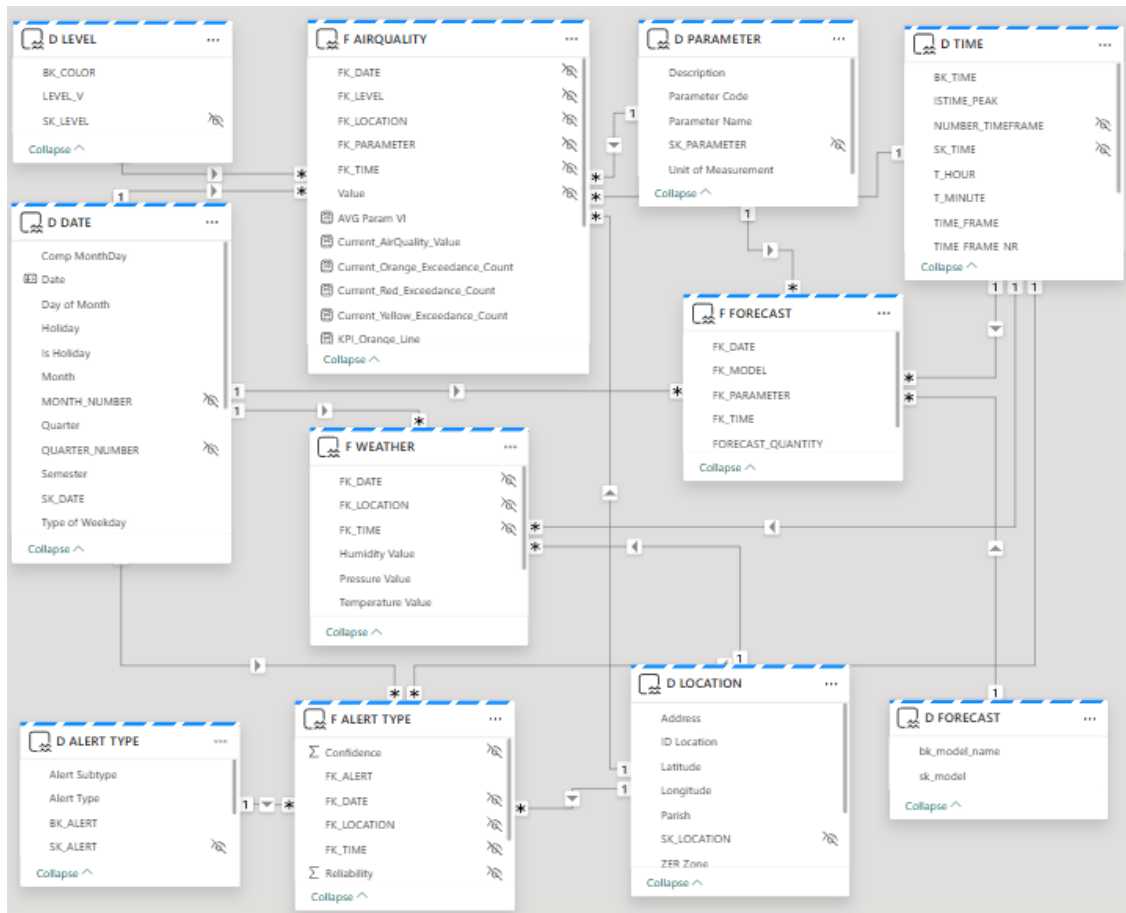 D LEVEL
BK_COLOR
LEVEL_V
SK_LEVEL
Collapse
F AIRQUALITY
FK_DATE
FK_LEVEL
FK_LOCATION
FK_PARAMETER
FK_TIME
Value
AVG Param VI
Current_AirQuality_Value
Current_Orange_Exceedance_Count
Current_Red_Exceedance_Count
Current_Yellow_Exceedance_Count
KPI_Orange_Line
Collapse
D PARAMETER
Description
Parameter Code
Parameter Name
SK_PARAMETER
Unit of Measurement
Collapse
D TIME
BK_TIME
ISTIME_PEAK
NUMBER_TIMEFRAME
SK_TIME
T_HOUR
T_MINUTE
TIME_FRAME
TIME FRAME NR
Collapse
D DATE
Comp MonthDay
Date
Day of Month
Holiday
Is Holiday
Month
MONTH_NUMBER
Quarter
QUARTER_NUMBER
Semester
SK_DATE
Type of Weekday
Collapse
F FORECAST
FK_DATE
FK_MODEL
FK_PARAMETER
FK_TIME
FORECAST_QUANTITY
Collapse
F WEATHER
FK_DATE
FK_LOCATION
FK_TIME
Humidity Value
Pressure Value
Temperature Value
Collapse
D ALERT TYPE
Alert Subtype
Alert Type
BK_ALERT
SK_ALERT
Collapse
F ALERT TYPE
Confidence
FK_ALERT
FK_DATE
FK_LOCATION
FK_TIME
Reliability
Collapse
D LOCATION
Address
ID Location
Latitude
Longitude
Parish
SK_LOCATION
ZER Zone
Collapse
D FORECAST
bk_model_name
sk_model
Collapse
1
*